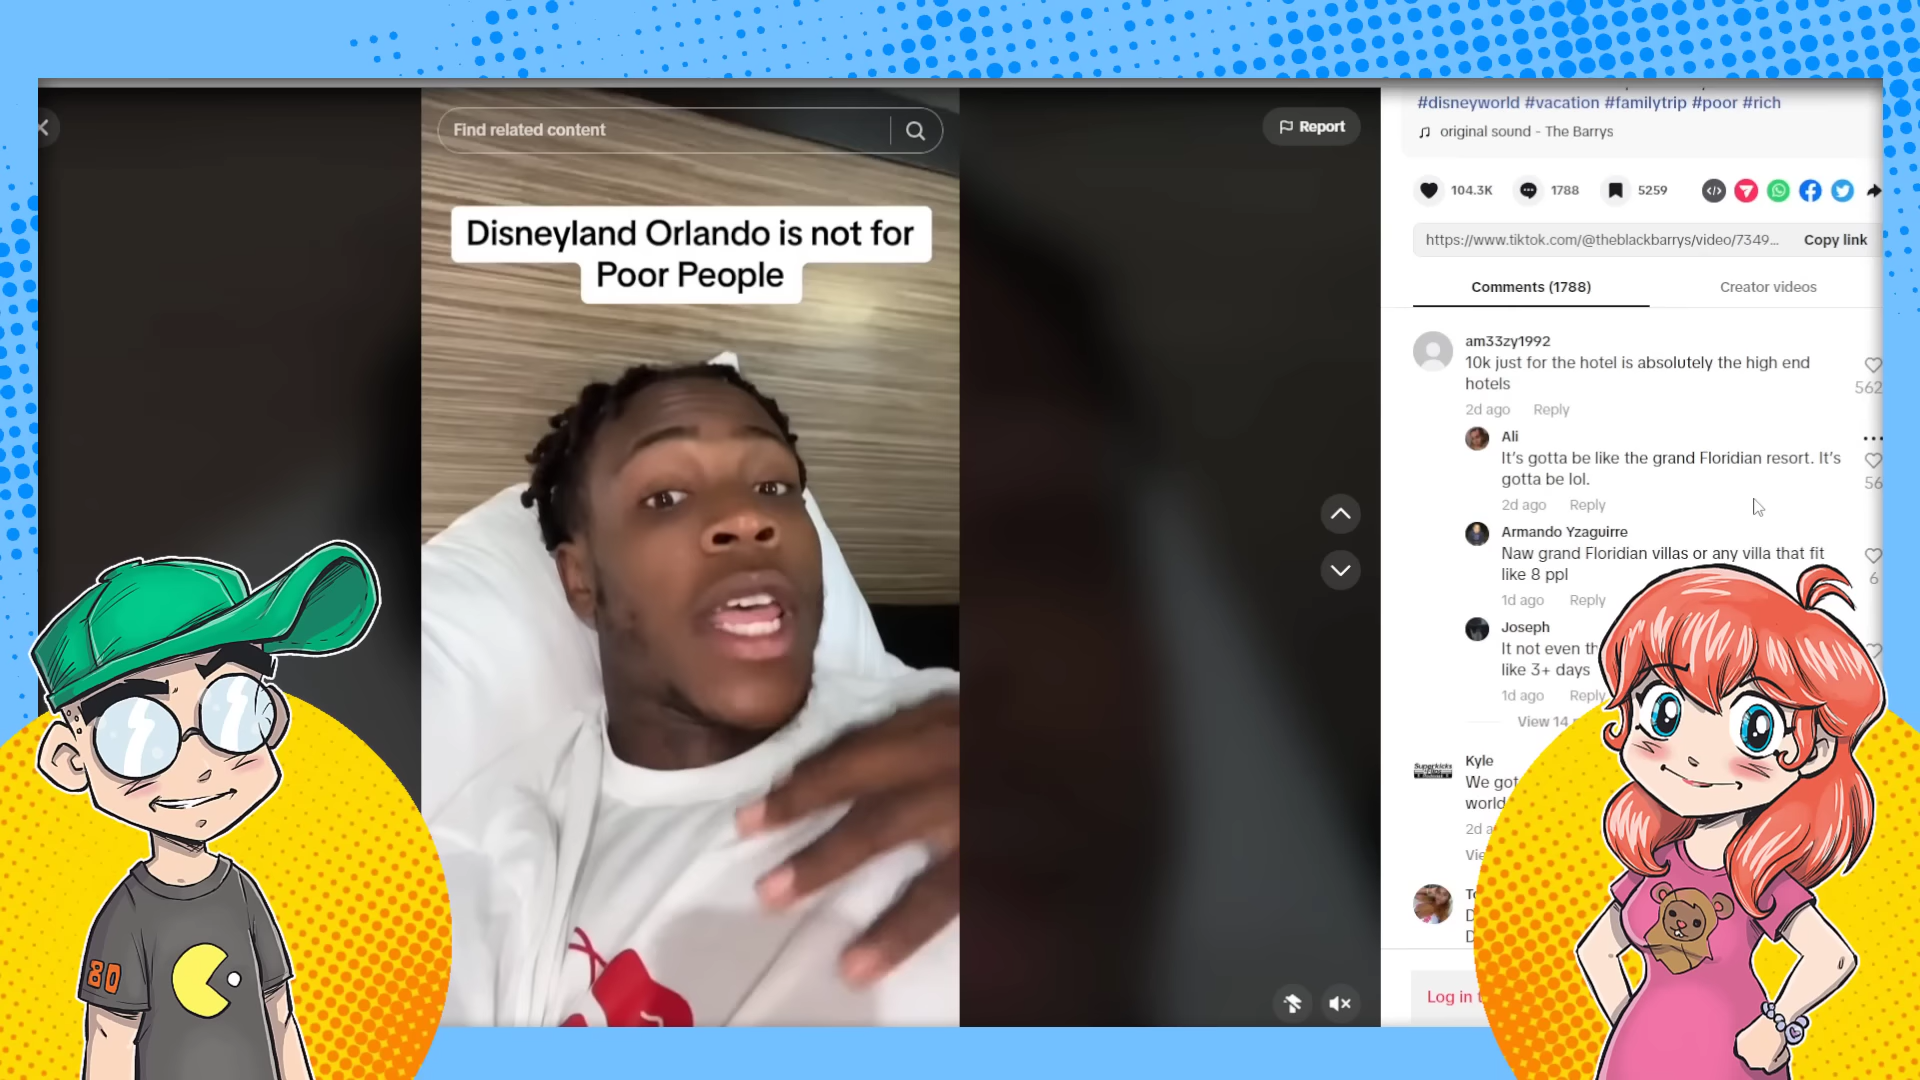 Find related content
Report
Disneyland Orlando is not for
Poor People
#disneyworld #vacation #familytrip #poor #rich
original sound - The Barrys
104.3K
1788
5259
https://www.tiktok.com/@theblackbarrys/video/7349...
Copy link
Comments (1788)
Creator videos
am33zy1992
10k just for the hotel is absolutely the high end
hotels
562
2d ago Reply
Ali
It's gotta be like the grand Floridian resort. It's
gotta be lol.
56
2d ago Reply
Armando Yzaguirre
Naw grand Floridian villas or any villa that fit
like 8 ppl
6
1d ago Reply
Joseph
It not even
like 3+ days
1d ago Reply
View 14
Superkicks
Kyle
We got
world
2d
Log in
80